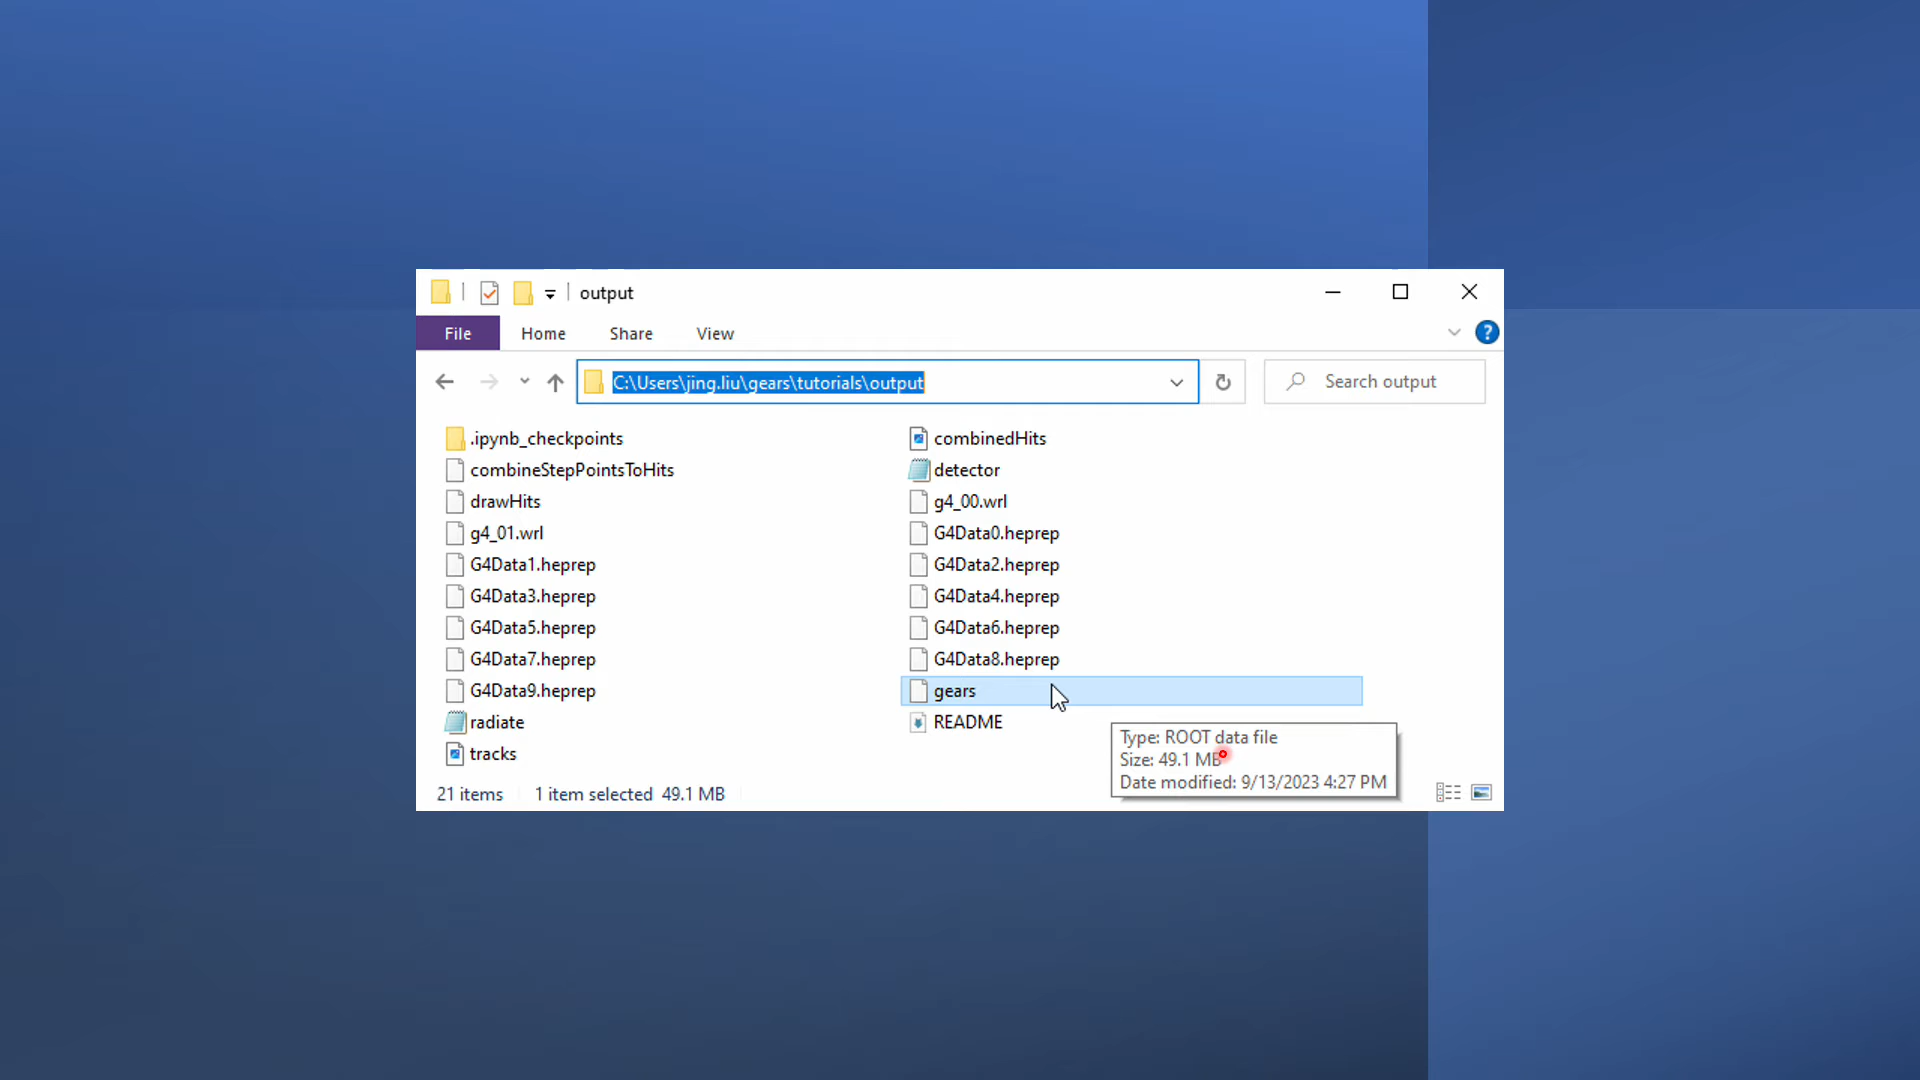 output
File
Home
Share
View
?
C:\Users\jing.liu\gears\tutorials\output
Search output
.ipynb_checkpoints
combinedHits
combineStepPointsToHits
detector
drawHits
g4_00.wrl
g4_01.wrl
G4Data0.heprep
G4Data1.heprep
G4Data2.heprep
G4Data3.heprep
G4Data4.heprep
G4Data5.heprep
G4Data6.heprep
G4Data7.heprep
G4Data8.heprep
G4Data9.heprep
gears
radiate
README
tracks
Type: ROOT data file
Size: 49.1 MB
Date modified: 9/13/2023 4:27 PM
21 items
1 item selected 49.1 MB